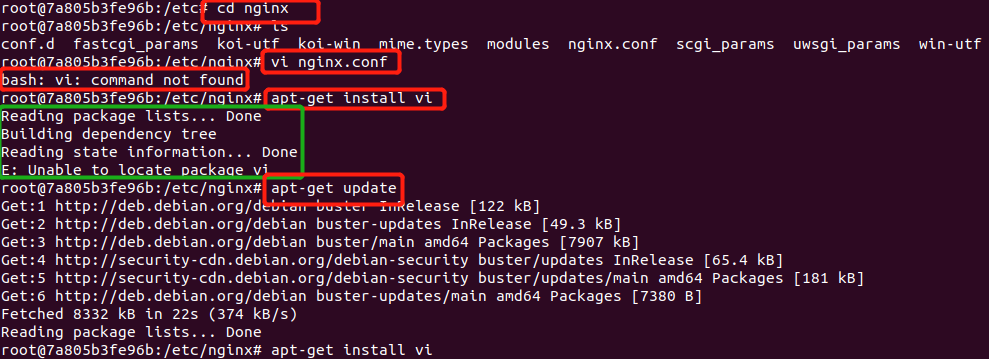 root@7a805b3fe96b:/etc# cd nginx
root@7a805b3fe96b:/etc/nginx# ls
conf.d  fastcgi_params  koi-utf  koi-win  mime.types  modules  nginx.conf  scgi_params  uwsgi_params  win-utf
root@7a805b3fe96b:/etc/nginx# vi nginx.conf
bash: vi: command not found
root@7a805b3fe96b:/etc/nginx# apt-get install vi
Reading package lists... Done
Building dependency tree
Reading state information... Done
E: Unable to locate package vi
root@7a805b3fe96b:/etc/nginx# apt-get update
Get:1 http://deb.debian.org/debian buster InRelease [122 kB]
Get:2 http://deb.debian.org/debian buster-updates InRelease [49.3 kB]
Get:3 http://deb.debian.org/debian buster/main amd64 Packages [7907 kB]
Get:4 http://security-cdn.debian.org/debian-security buster/updates InRelease [65.4 kB]
Get:5 http://security-cdn.debian.org/debian-security buster/updates/main amd64 Packages [181 kB]
Get:6 http://deb.debian.org/debian buster-updates/main amd64 Packages [7380 B]
Fetched 8332 kB in 22s (374 kB/s)
Reading package lists... Done
root@7a805b3fe96b:/etc/nginx# apt-get install vi